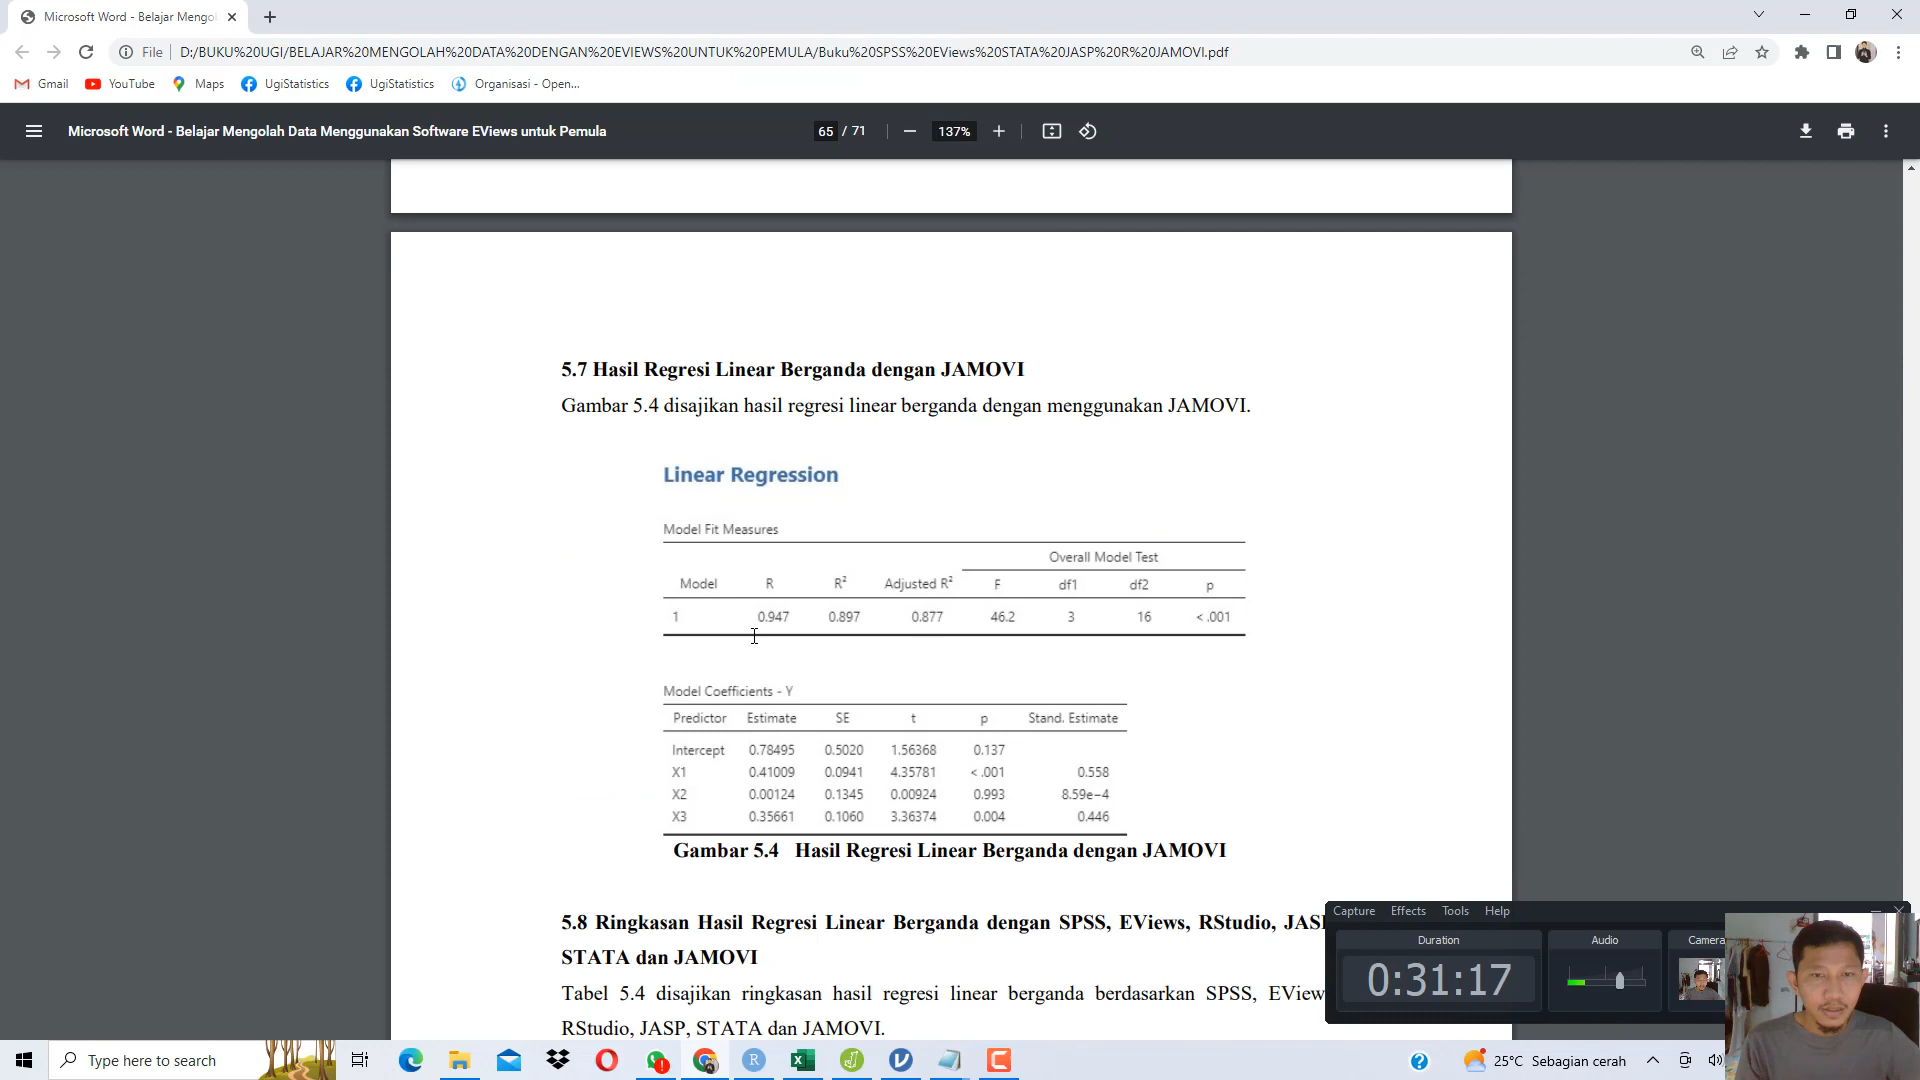 Microsoft Word - Belajar Mengol
File
D:/BUKU%20UGI/BELAJAR%20MENGOLAH%20DATA%20DENGAN%20EVIEWS%20UNTUK%20PEMULA/Buku%20SPSS%20EViews%20STATA%20JASP%20R%20JAMOVI.pdf
Gmail YouTube Maps UgiStatistics UgiStatistics Organisasi - Open...
Microsoft Word - Belajar Mengolah Data Menggunakan Software EViews untuk Pemula
65 / 71
137%
5.7 Hasil Regresi Linear Berganda dengan JAMOVI
Gambar 5.4 disajikan hasil regresi linear berganda dengan menggunakan JAMOVI.
Linear Regression
Model Fit Measures
Overall Model Test
Model R R² Adjusted R² F df1 df2 p
1 0.947 0.897 0.877 46.2 3 16 < .001
Model Coefficients - Y
Predictor Estimate SE t p Stand. Estimate
Intercept 0.78495 0.5020 1.56368 0.137
X1 0.41009 0.0941 4.35781 < .001 0.558
X2 0.00124 0.1345 0.00924 0.993 8.59e−4
X3 0.35661 0.1060 3.36374 0.004 0.446
Gambar 5.4 Hasil Regresi Linear Berganda dengan JAMOVI
5.8 Ringkasan Hasil Regresi Linear Berganda dengan SPSS, EViews, RStudio, JASP
STATA dan JAMOVI
Tabel 5.4 disajikan ringkasan hasil regresi linear berganda berdasarkan SPSS, EView
RStudio, JASP, STATA dan JAMOVI.
Capture Effects Tools Help
Duration Audio Camera
0:31:17
Type here to search
25°C Sebagian cerah